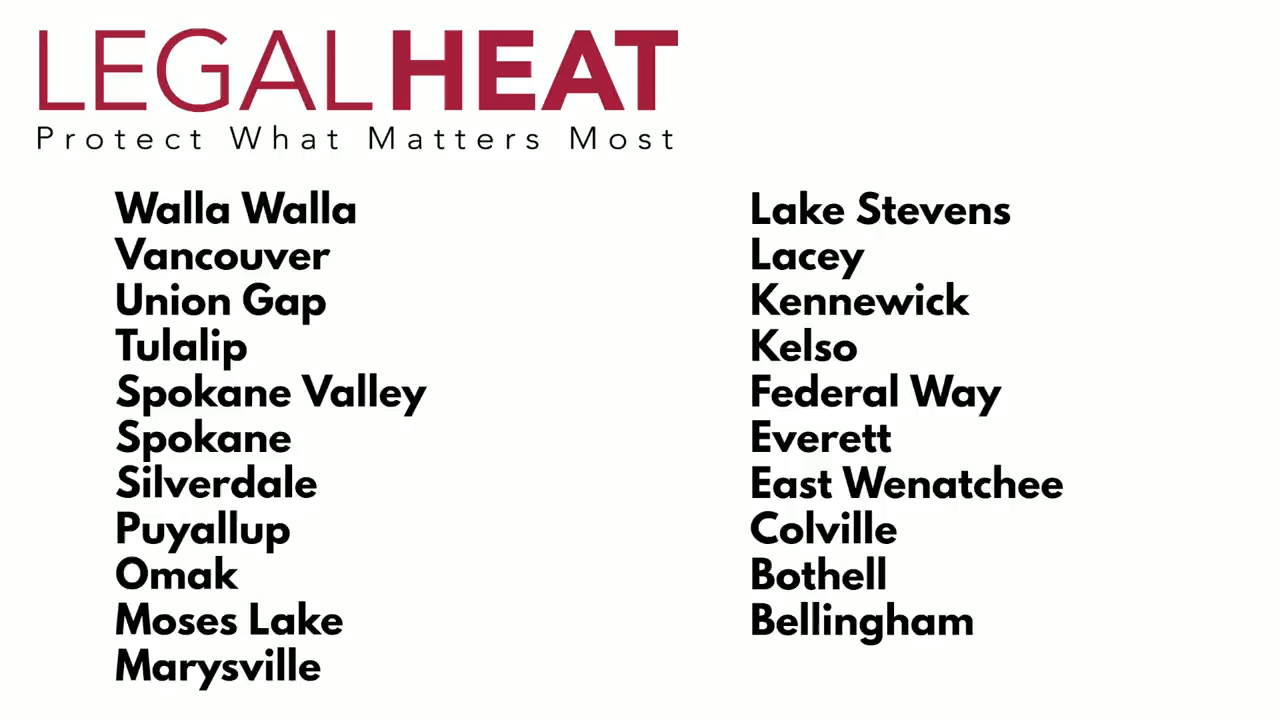 LEGALHEAT
Protect What Matters Most
Walla Walla
Vancouver
Union Gap
Tulalip
Spokane Valley
Spokane
Silverdale
Puyallup
Omak
Moses Lake
Marysville
Lake Stevens
Lacey
Kennewick
Kelso
Federal Way
Everett
East Wenatchee
Colville
Bothell
Bellingham